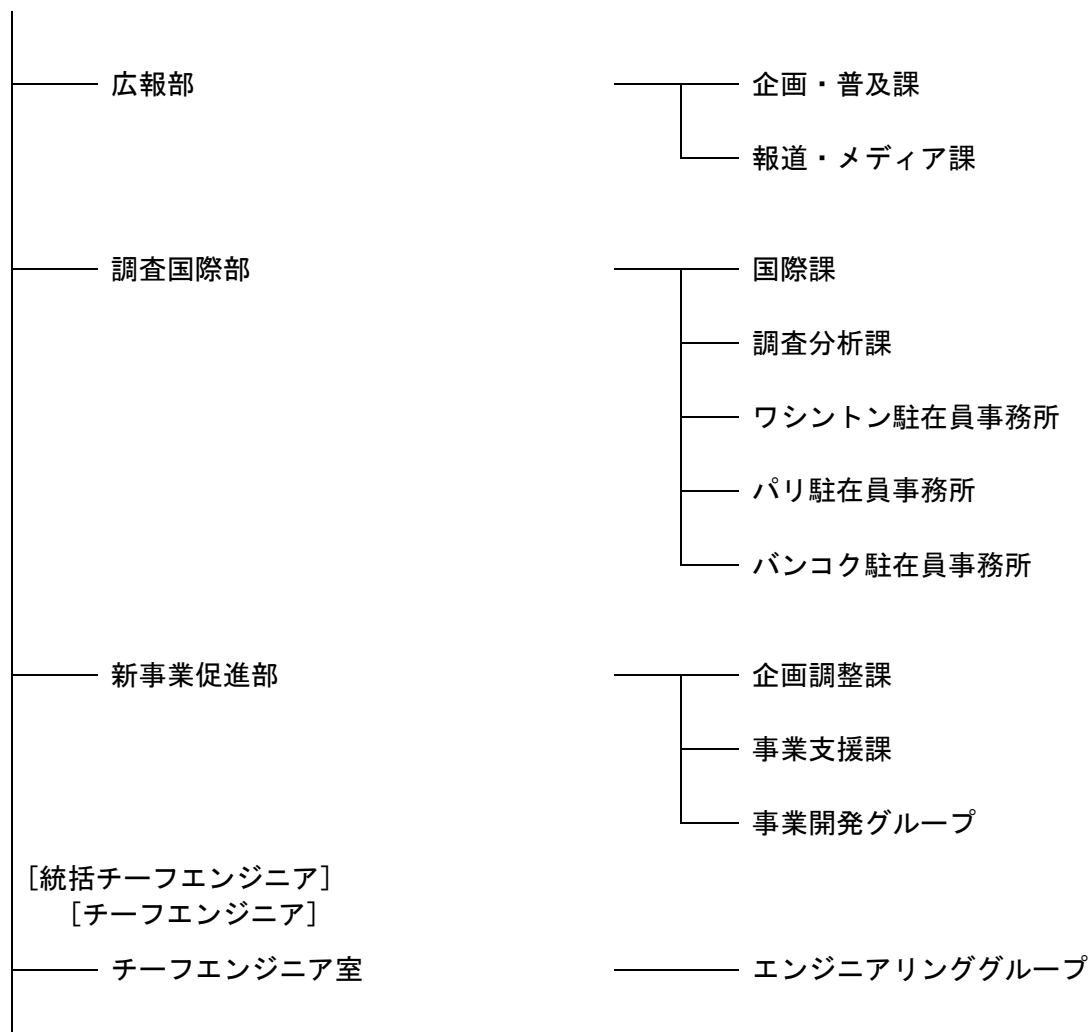 広報部 企画・普及課
報道・メディア課
調査国際部 国際課
調査分析課
ワシントン駐在員事務所
パリ駐在員事務所
バンコク駐在員事務所
新事業促進部 企画調整課
事業支援課
事業開発グループ
[統括チーフエンジニア]
[チーフエンジニア]
チーフエンジニア室 エンジニアリンググループ